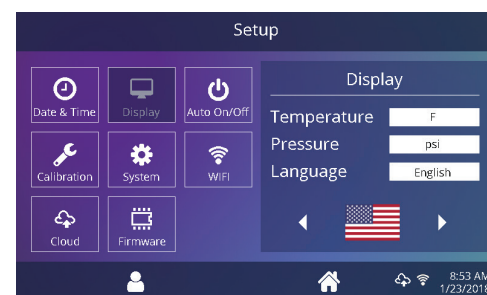 Setup
Date & Time
Display
Auto On/Off
Calibration
System
WIFI
Cloud
Firmware
Display
Temperature F
Pressure psi
Language English
8:53 AM
1/23/2018